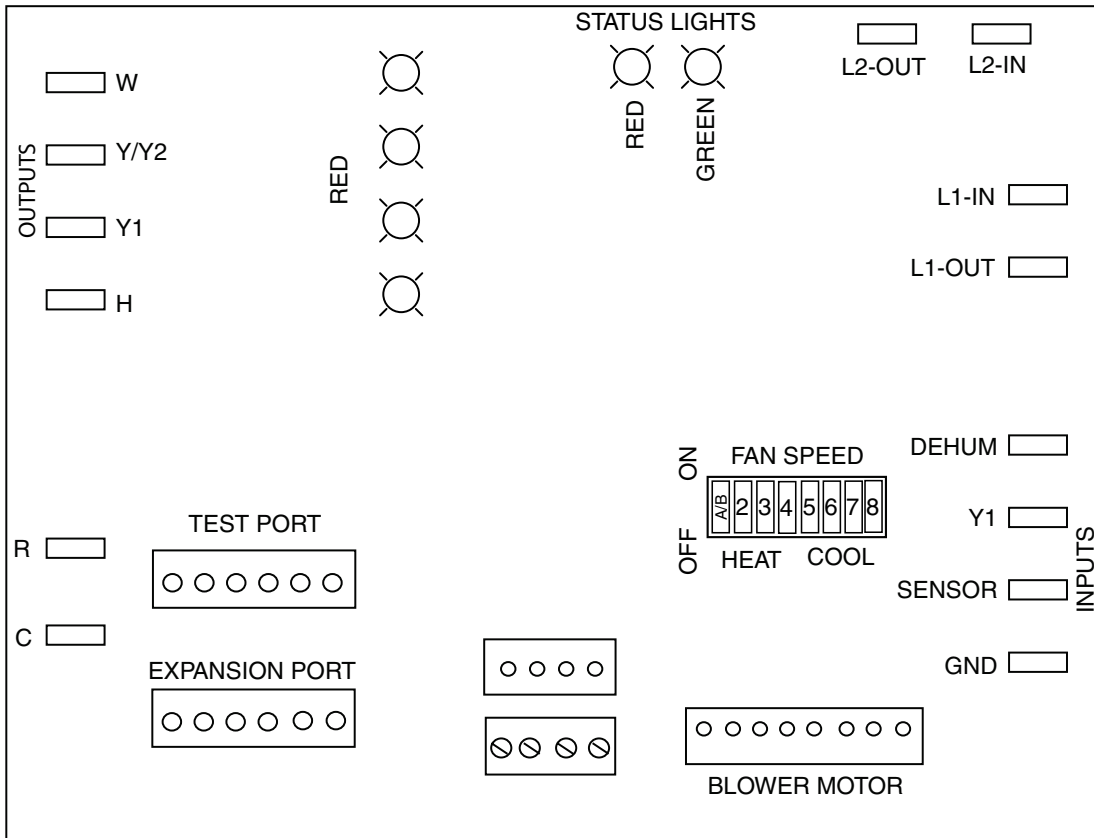 STATUS LIGHTS
RED
GREEN
L2-OUT
L2-IN
OUTPUTS
W
Y/Y2
Y1
H
RED
L1-IN
L1-OUT
DEHUM
Y1
SENSOR
GND
INPUTS
ON
OFF
FAN SPEED
A/B 2 3 4 5 6 7 8
HEAT
COOL
R
C
TEST PORT
EXPANSION PORT
BLOWER MOTOR